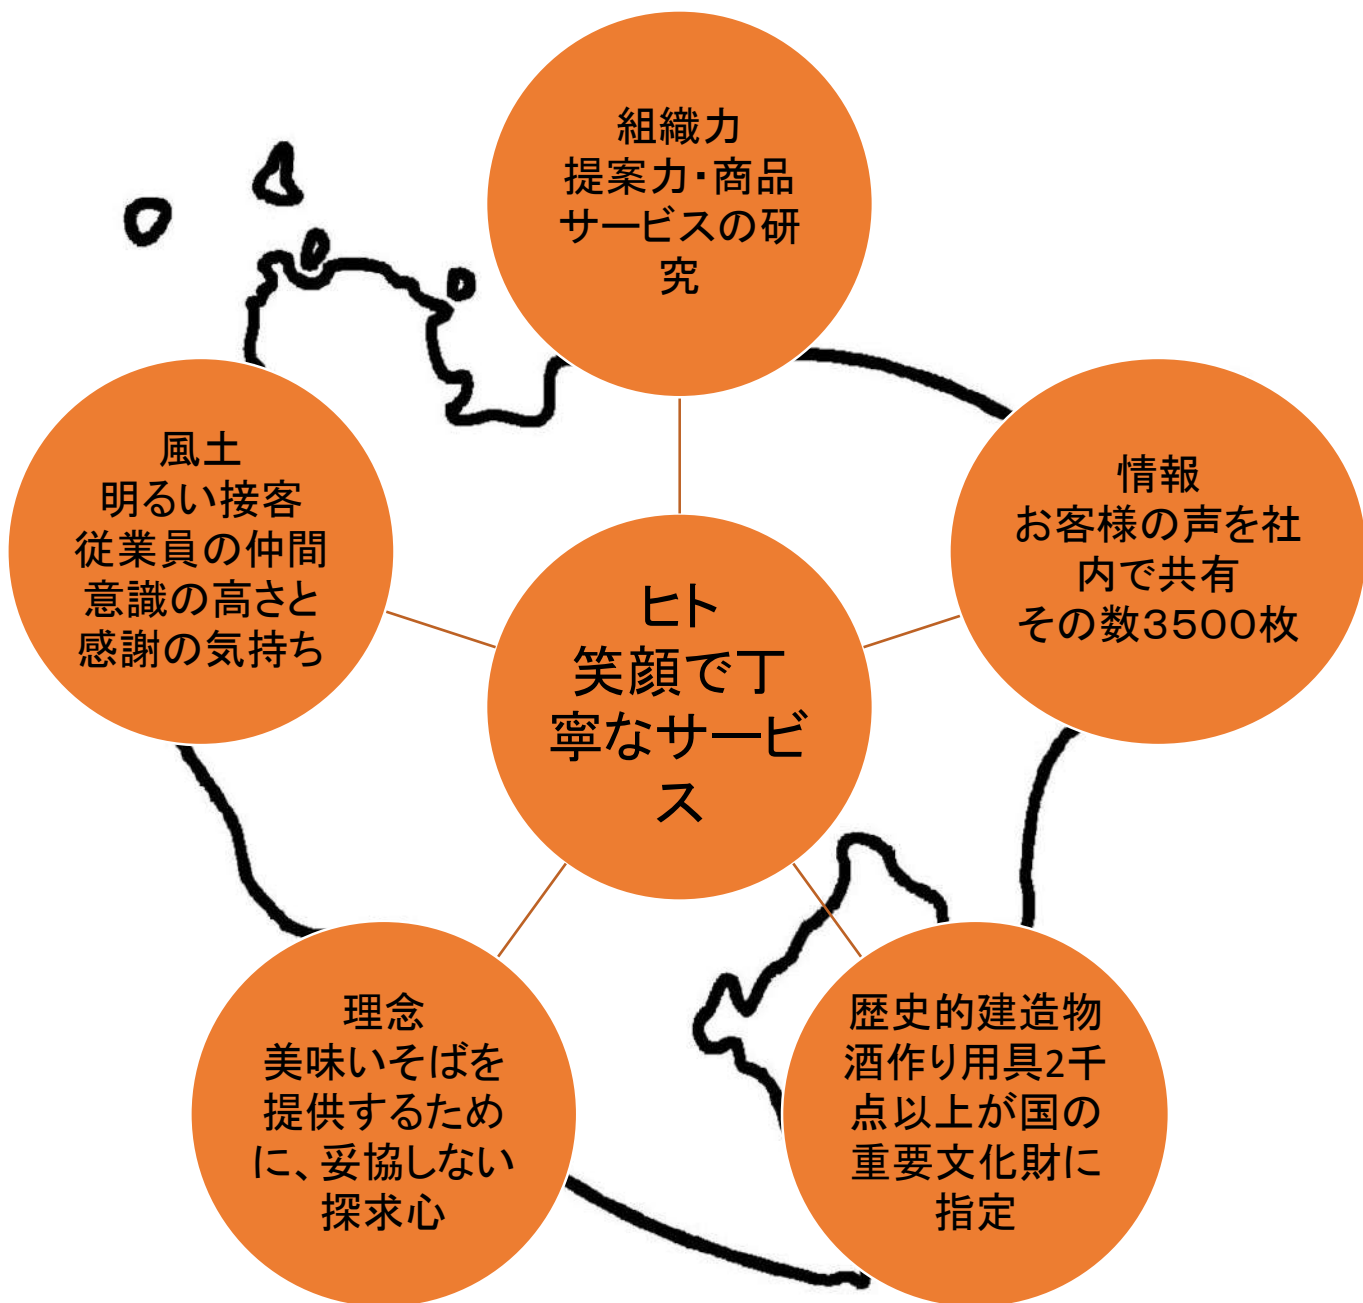 組織力
提案力・商品
サービスの研
究
風土
明るい接客
従業員の仲間
意識の高さと
感謝の気持ち
情報
お客様の声を社
内で共有
その数3500枚
ヒト
笑顔で丁
寧なサービ
ス
理念
美味いそばを
提供するため
に、妥協しない
探求心
歴史的建造物
酒作り用具2千
点以上が国の
重要文化財に
指定